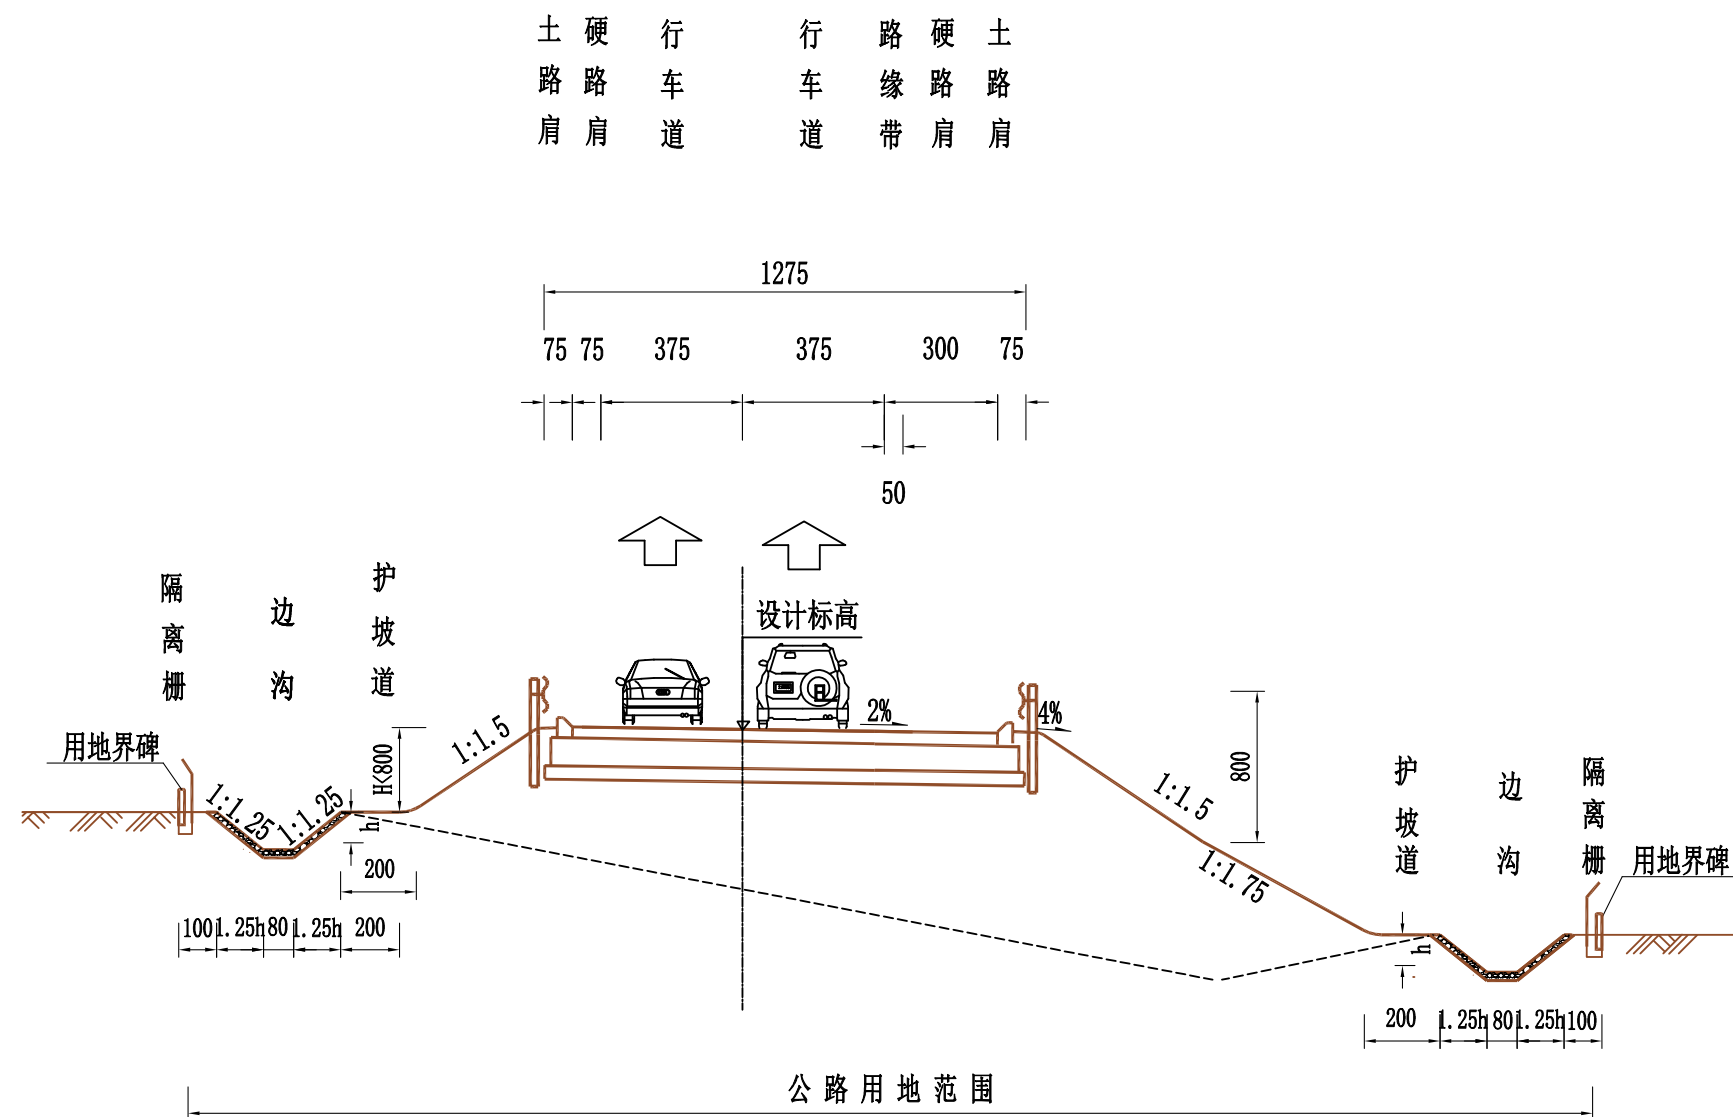 土路肩
硬路肩
行车道
行车道
路缘带
硬路肩
土路肩
1275
75 75 375 375 300 75
50
隔离栅
边沟
护坡道
设计标高
2%
4%
用地界碑
1:1.25
1:1.25
h
H<800
1:1.5
200
100 1.25h 80 1.25h 200
1:1.5
800
1:1.75
护坡道
边沟
隔离栅
用地界碑
h
200 1.25h 80 1.25h 100
公路用地范围